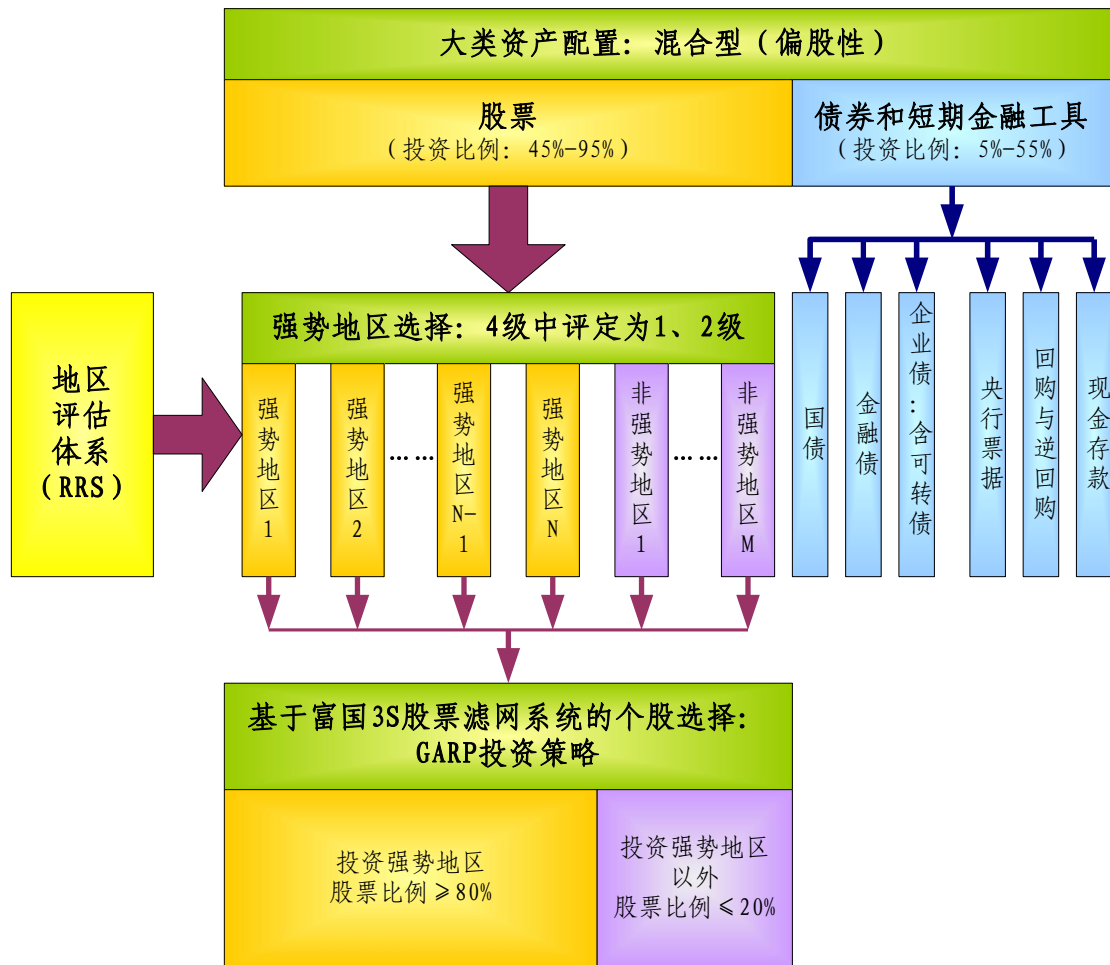 大类资产配置：混合型（偏股性）
股票
（投资比例：45%-95%）
债券和短期金融工具
（投资比例：5%-55%）
地区
评估
体系
（RRS）
强势地区选择：4级中评定为1、2级
强势地区1
强势地区2
……
强势地区N-1
强势地区N
非强势地区1
……
非强势地区M
国债
金融债
企业债：含可转债
央行票据
回购与逆回购
现金存款
基于富国3S股票滤网系统的个股选择：
GARP投资策略
投资强势地区
股票比例≥80%
投资强势地区
以外
股票比例≤20%